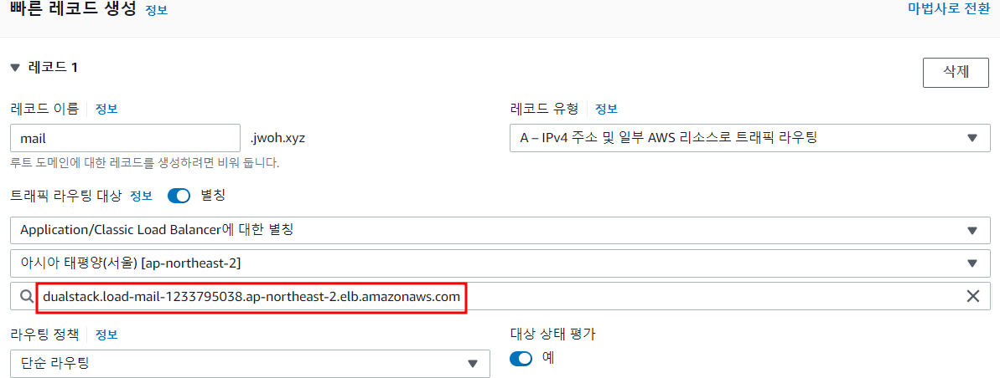 빠른 레코드 생성 정보 마법사로 전환
레코드 1 삭제
레코드 이름 정보 레코드 유형 정보
mail .jwoh.xyz A – IPv4 주소 및 일부 AWS 리소스로 트래픽 라우팅
루트 도메인에 대한 레코드를 생성하려면 비워 둡니다.
트래픽 라우팅 대상 정보 별칭
Application/Classic Load Balancer에 대한 별칭
아시아 태평양(서울) [ap-northeast-2]
dualstack.load-mail-1233795038.ap-northeast-2.elb.amazonaws.com
라우팅 정책 정보 대상 상태 평가
단순 라우팅 예